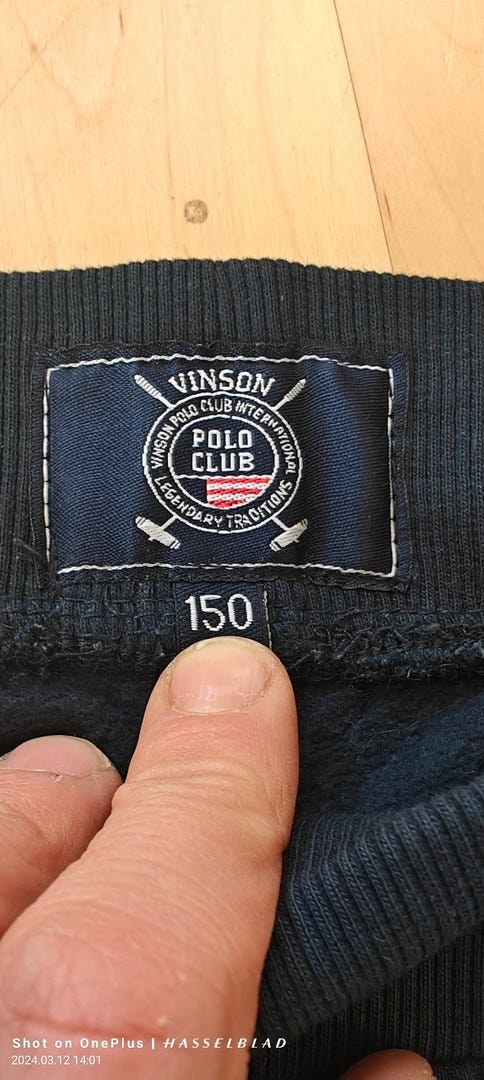 VINSON
VINSON POLO CLUB INTERNATIONAL
POLO
CLUB
LEGENDARY TRADITIONS
150
Shot on OnePlus | HASSELBLAD
2024.03.12 14:01